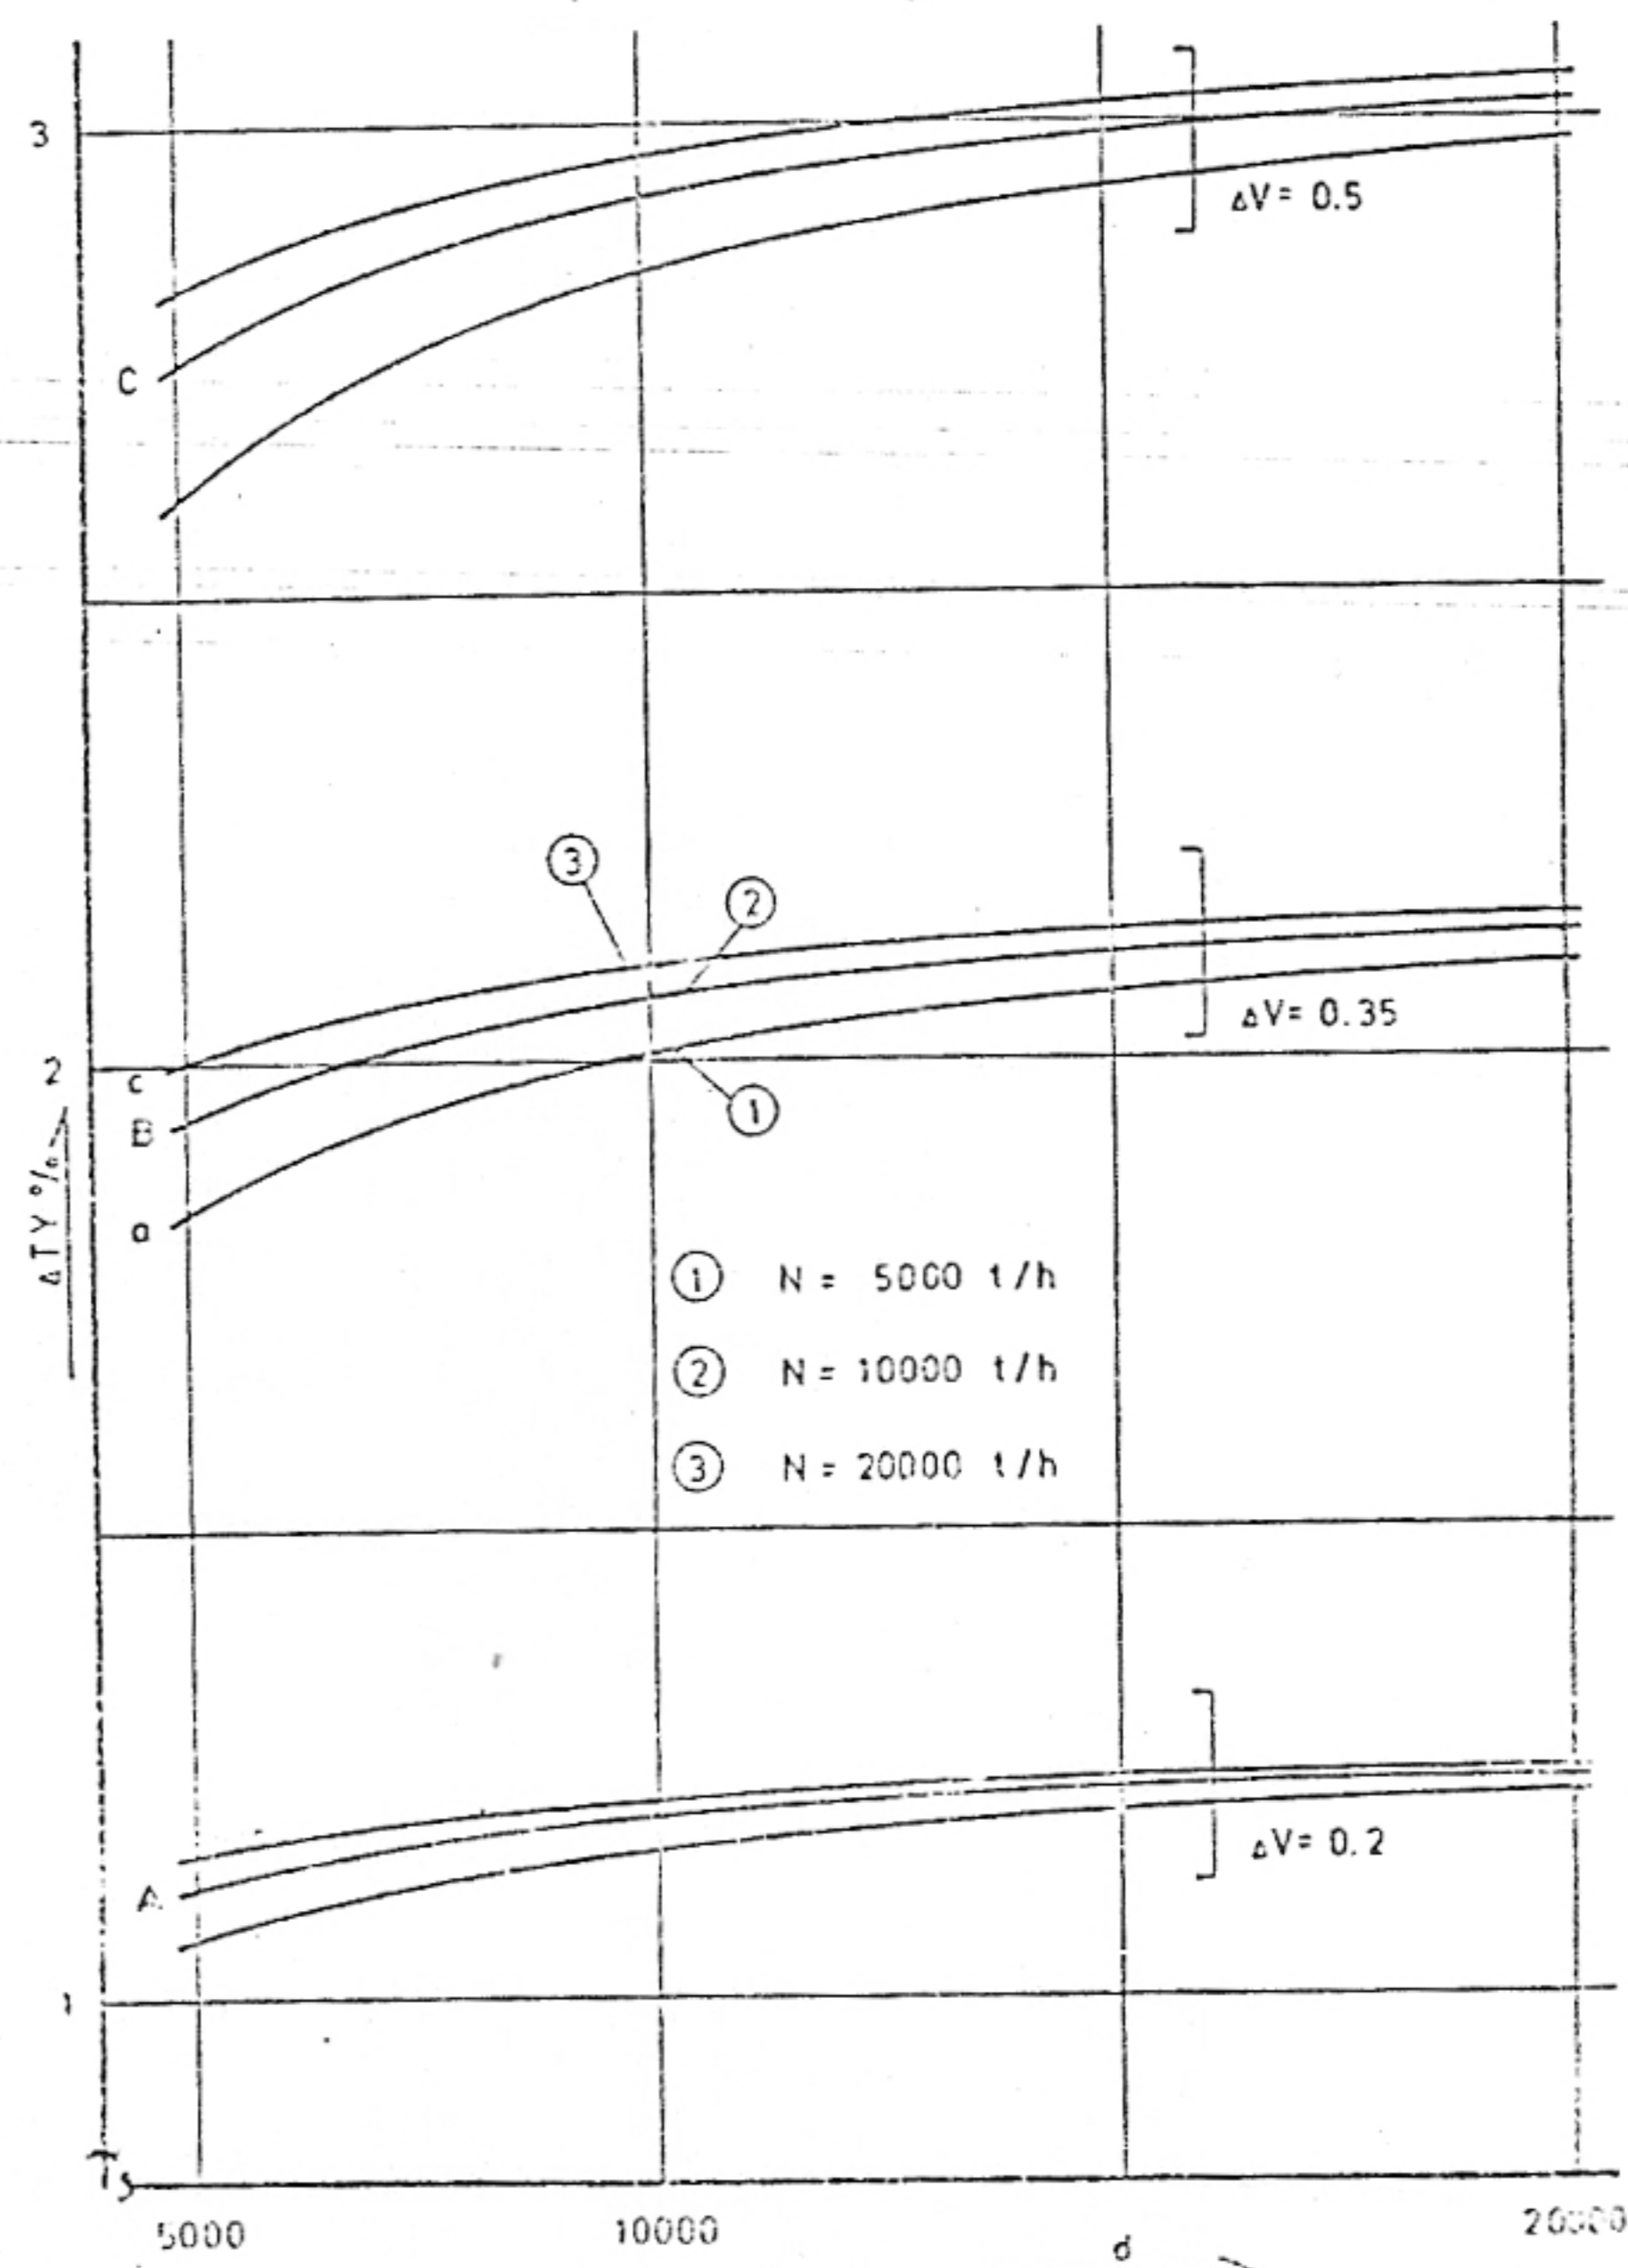 3
ΔV= 0.5
C
3
2
2
c
ΔV= 0.35
B
1
ΔTY %
a
1 N = 5000 t/h
2 N = 10000 t/h
3 N = 20000 t/h
A
ΔV= 0.2
1
Ts
5000 10000 d 20000